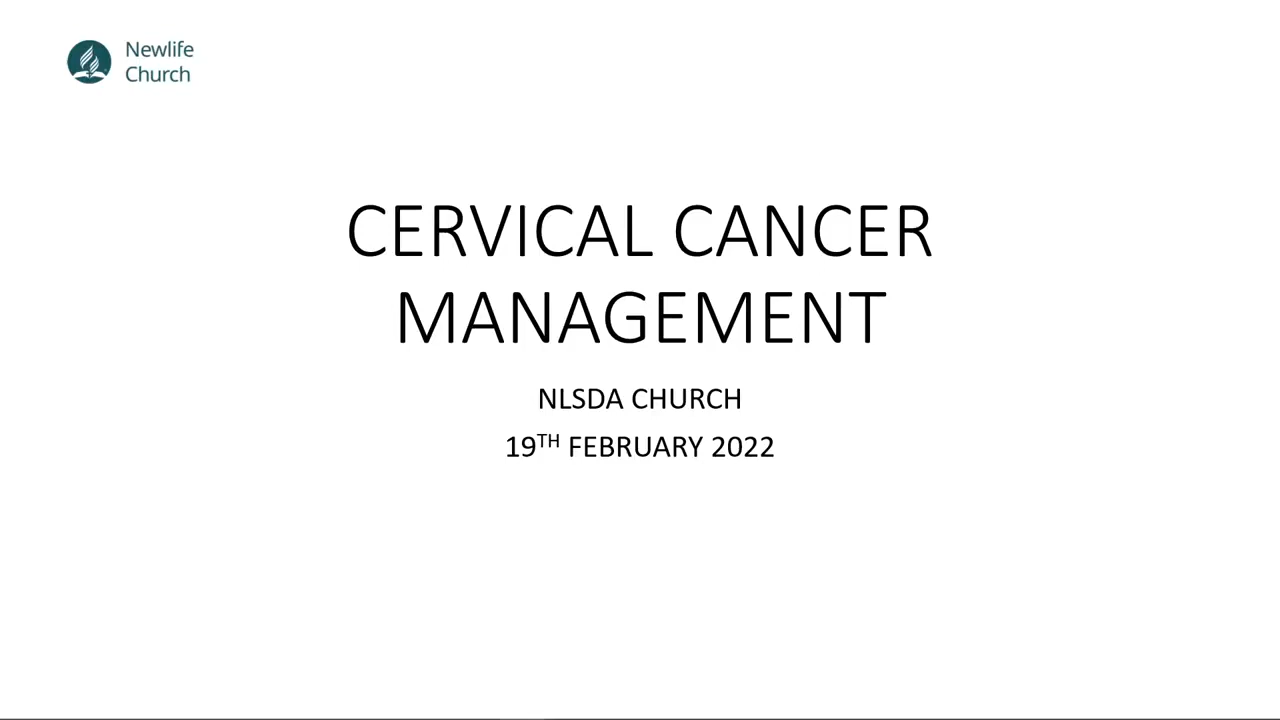 Newlife
Church
CERVICAL CANCER
MANAGEMENT
NLSDA CHURCH
19TH FEBRUARY 2022